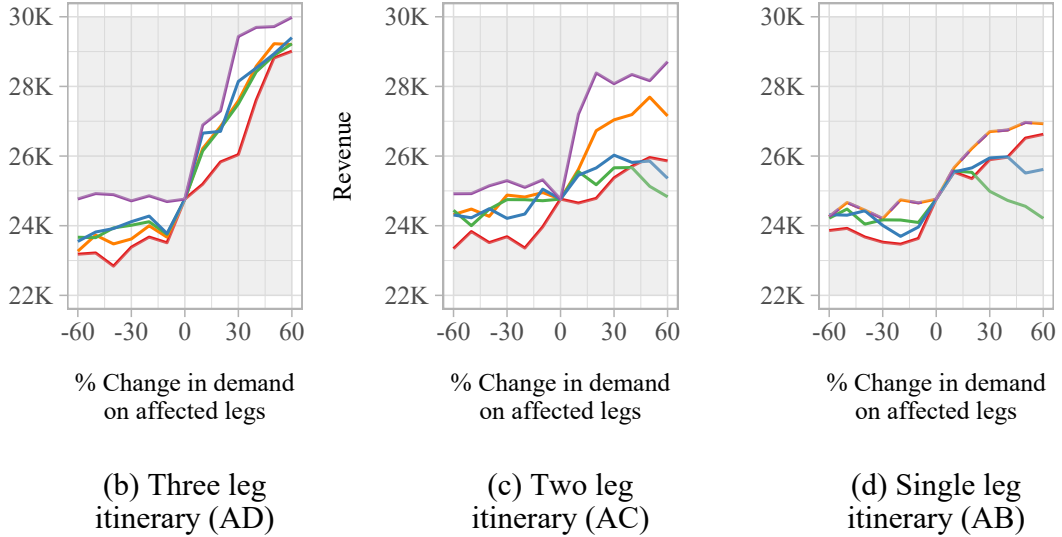 30K
28K
26K
24K
22K
-60 -30 0 30 60
% Change in demand
on affected legs
(b) Three leg
itinerary (AD)
Revenue
30K
28K
26K
24K
22K
-60 -30 0 30 60
% Change in demand
on affected legs
(c) Two leg
itinerary (AC)
30K
28K
26K
24K
22K
-60 -30 0 30 60
% Change in demand
on affected legs
(d) Single leg
itinerary (AB)